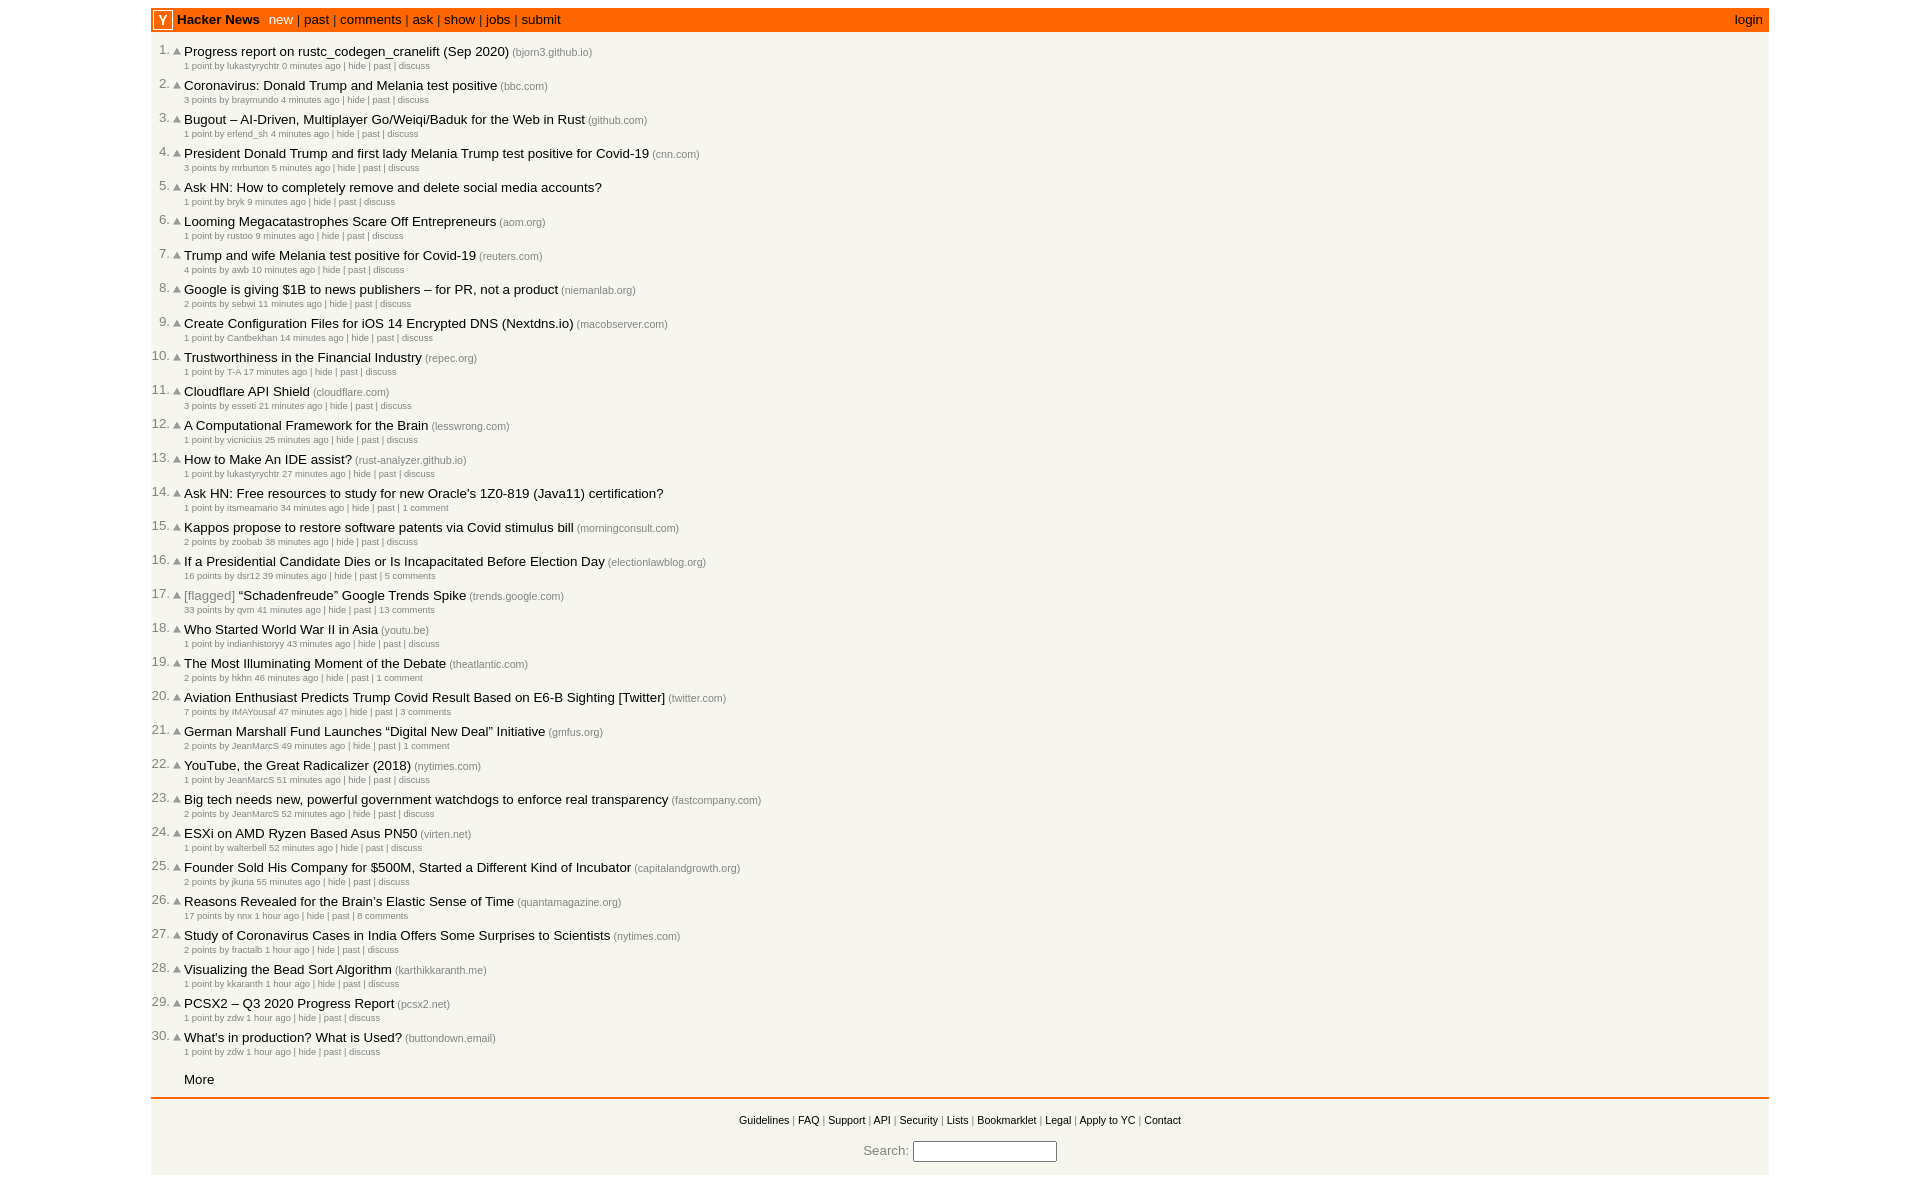 Y Hacker News new | past | comments | ask | show | jobs | submit login
1. Progress report on rustc_codegen_cranelift (Sep 2020) (bjorn3.github.io)
1 point by lukastyrychtr 0 minutes ago | hide | past | discuss
2. Coronavirus: Donald Trump and Melania test positive (bbc.com)
3 points by braymundo 4 minutes ago | hide | past | discuss
3. Bugout – AI-Driven, Multiplayer Go/Weiqi/Baduk for the Web in Rust (github.com)
1 point by erlend_sh 4 minutes ago | hide | past | discuss
4. President Donald Trump and first lady Melania Trump test positive for Covid-19 (cnn.com)
3 points by mrburton 5 minutes ago | hide | past | discuss
5. Ask HN: How to completely remove and delete social media accounts?
1 point by bryk 9 minutes ago | hide | past | discuss
6. Looming Megacatastrophes Scare Off Entrepreneurs (aom.org)
1 point by rustoo 9 minutes ago | hide | past | discuss
7. Trump and wife Melania test positive for Covid-19 (reuters.com)
4 points by awb 10 minutes ago | hide | past | discuss
8. Google is giving $1B to news publishers – for PR, not a product (niemanlab.org)
2 points by sebwi 11 minutes ago | hide | past | discuss
9. Create Configuration Files for iOS 14 Encrypted DNS (Nextdns.io) (macobserver.com)
1 point by Cantbekhan 14 minutes ago | hide | past | discuss
10. Trustworthiness in the Financial Industry (repec.org)
1 point by T-A 17 minutes ago | hide | past | discuss
11. Cloudflare API Shield (cloudflare.com)
3 points by esseti 21 minutes ago | hide | past | discuss
12. A Computational Framework for the Brain (lesswrong.com)
1 point by vicnicius 25 minutes ago | hide | past | discuss
13. How to Make An IDE assist? (rust-analyzer.github.io)
1 point by lukastyrychtr 27 minutes ago | hide | past | discuss
14. Ask HN: Free resources to study for new Oracle's 1Z0-819 (Java11) certification?
1 point by itsmeamario 34 minutes ago | hide | past | 1 comment
15. Kappos propose to restore software patents via Covid stimulus bill (morningconsult.com)
2 points by zoobab 38 minutes ago | hide | past | discuss
16. If a Presidential Candidate Dies or Is Incapacitated Before Election Day (electionlawblog.org)
16 points by dsr12 39 minutes ago | hide | past | 5 comments
17. [flagged] “Schadenfreude” Google Trends Spike (trends.google.com)
33 points by qvm 41 minutes ago | hide | past | 13 comments
18. Who Started World War II in Asia (youtu.be)
1 point by indianhistoryy 43 minutes ago | hide | past | discuss
19. The Most Illuminating Moment of the Debate (theatlantic.com)
2 points by hkhn 46 minutes ago | hide | past | 1 comment
20. Aviation Enthusiast Predicts Trump Covid Result Based on E6-B Sighting [Twitter] (twitter.com)
7 points by IMAYousaf 47 minutes ago | hide | past | 3 comments
21. German Marshall Fund Launches “Digital New Deal” Initiative (gmfus.org)
2 points by JeanMarcS 49 minutes ago | hide | past | 1 comment
22. YouTube, the Great Radicalizer (2018) (nytimes.com)
1 point by JeanMarcS 51 minutes ago | hide | past | discuss
23. Big tech needs new, powerful government watchdogs to enforce real transparency (fastcompany.com)
2 points by JeanMarcS 52 minutes ago | hide | past | discuss
24. ESXi on AMD Ryzen Based Asus PN50 (virten.net)
1 point by walterbell 52 minutes ago | hide | past | discuss
25. Founder Sold His Company for $500M, Started a Different Kind of Incubator (capitalandgrowth.org)
2 points by jkuria 55 minutes ago | hide | past | discuss
26. Reasons Revealed for the Brain’s Elastic Sense of Time (quantamagazine.org)
17 points by nnx 1 hour ago | hide | past | 8 comments
27. Study of Coronavirus Cases in India Offers Some Surprises to Scientists (nytimes.com)
2 points by fractalb 1 hour ago | hide | past | discuss
28. Visualizing the Bead Sort Algorithm (karthikkaranth.me)
1 point by kkaranth 1 hour ago | hide | past | discuss
29. PCSX2 – Q3 2020 Progress Report (pcsx2.net)
1 point by zdw 1 hour ago | hide | past | discuss
30. What's in production? What is Used? (buttondown.email)
1 point by zdw 1 hour ago | hide | past | discuss
More
Guidelines | FAQ | Support | API | Security | Lists | Bookmarklet | Legal | Apply to YC | Contact
Search: